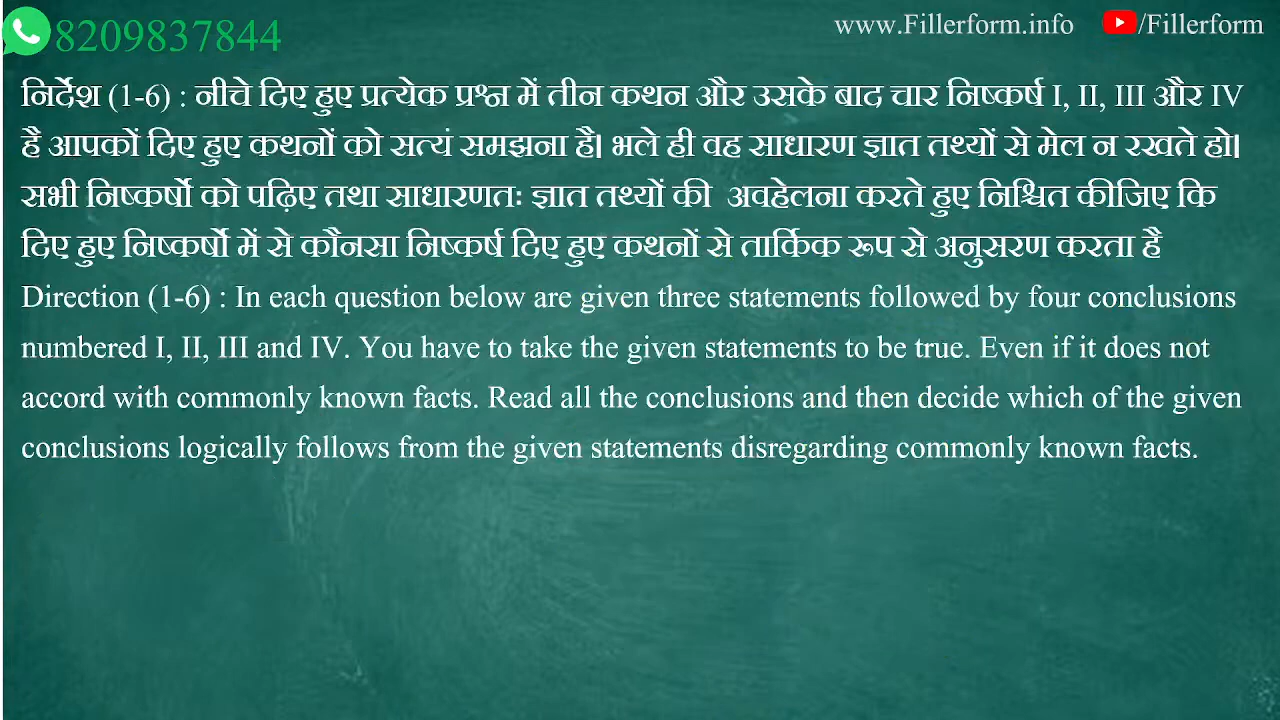 8209837844
www.Fillerform.info
/Fillerform
निर्देश (1-6) : नीचे दिए हुए प्रत्येक प्रश्न में तीन कथन और उसके बाद चार निष्कर्ष I, II, III और IV
है आपकों दिए हुए कथनों को सत्यं समझना है। भले ही वह साधारण ज्ञात तथ्यों से मेल न रखते हो।
सभी निष्कर्षो को पढ़िए तथा साधारणतः ज्ञात तथ्यों की अवहेलना करते हुए निश्चित कीजिए कि
दिए हुए निष्कर्षो में से कौनसा निष्कर्ष दिए हुए कथनों से तार्किक रूप से अनुसरण करता है
Direction (1-6) : In each question below are given three statements followed by four conclusions
numbered I, II, III and IV. You have to take the given statements to be true. Even if it does not
accord with commonly known facts. Read all the conclusions and then decide which of the given
conclusions logically follows from the given statements disregarding commonly known facts.